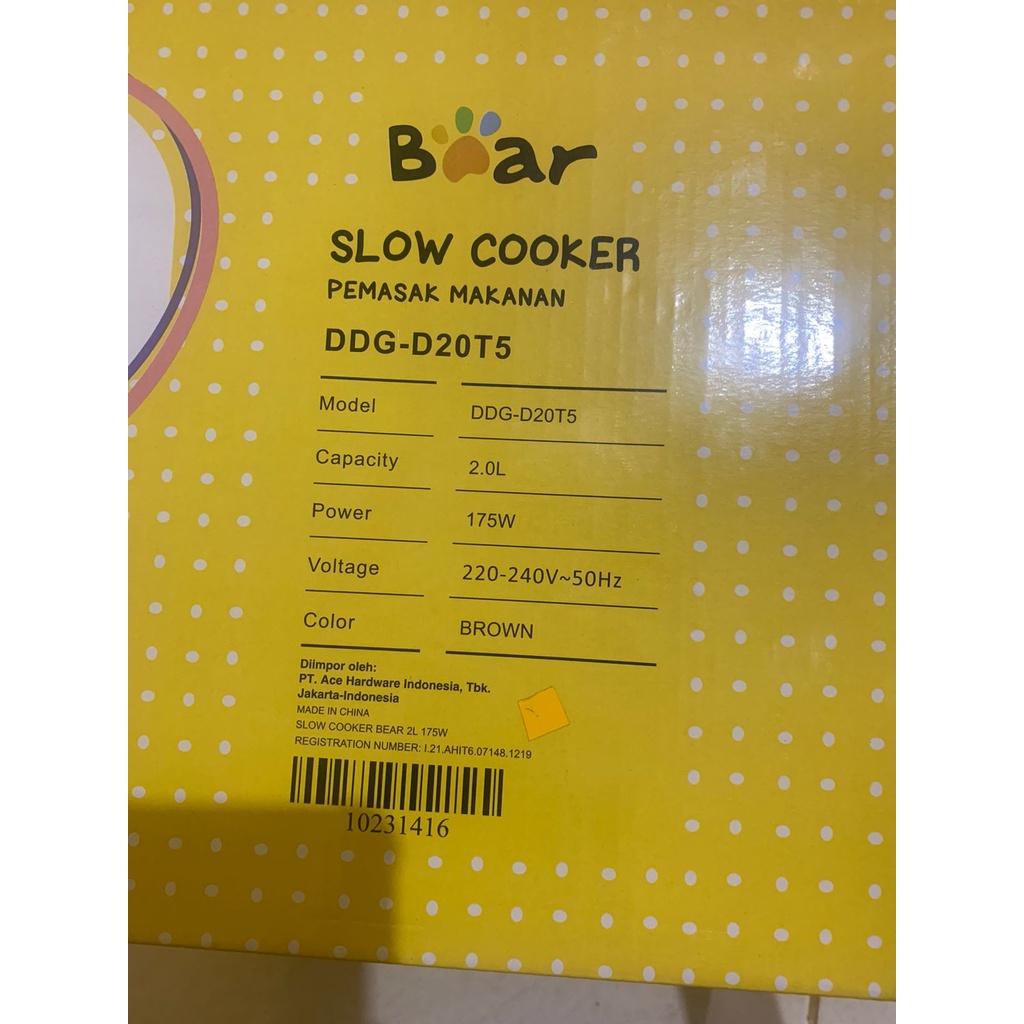 Bear
SLOW COOKER
PEMASAK MAKANAN
DDG-D20T5
Model DDG-D20T5
Capacity 2.0L
Power 175W
Voltage 220-240V~50Hz
Color BROWN
Diimpor oleh:
PT. Ace Hardware Indonesia, Tbk.
Jakarta-Indonesia
MADE IN CHINA
SLOW COOKER BEAR 2L 175W
REGISTRATION NUMBER: I.21.AHIT6.07148.1219
10231416